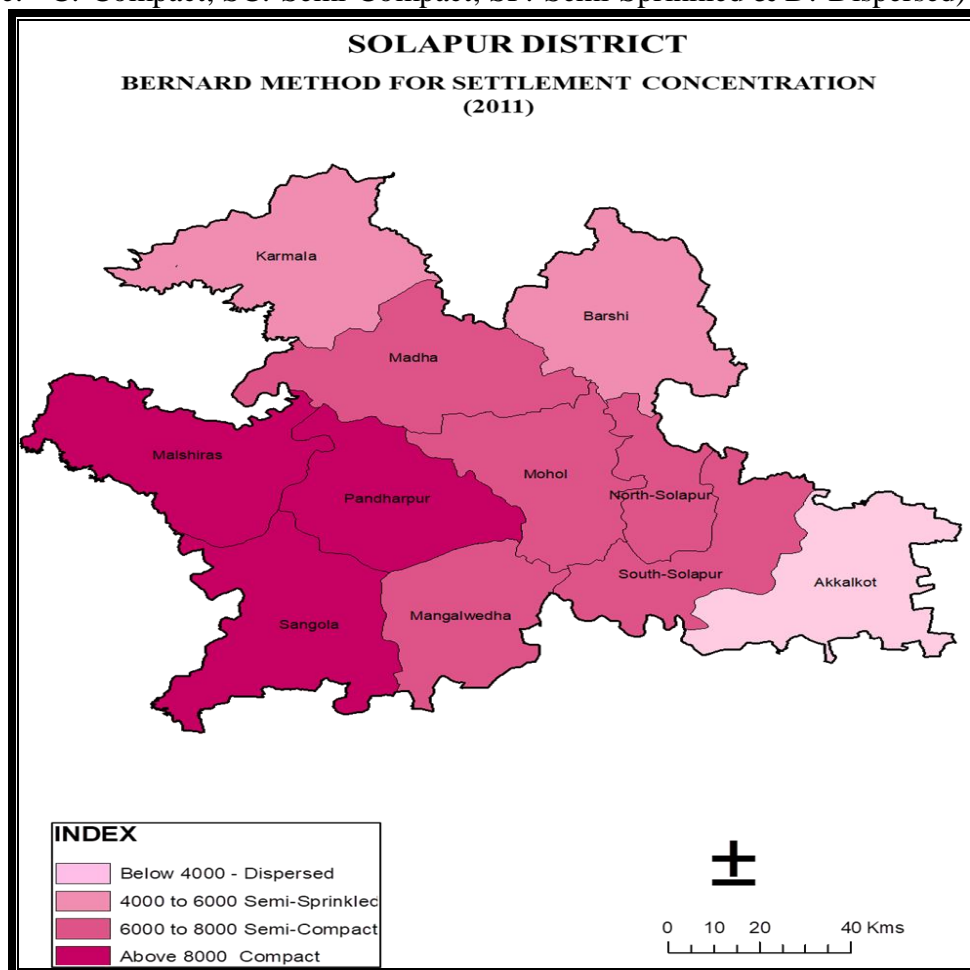 C: Compact, SC: Semi-Compact, SP: Semi Sprinkled & D: Dispersed)
SOLAPUR DISTRICT
BERNARD METHOD FOR SETTLEMENT CONCENTRATION
(2011)
Karmala
Barshi
Madha
Malshiras
Mohol
Pandharpur
North-Solapur
South-Solapur
Akkalkot
Mangalwedha
Sangola
INDEX
Below 4000 - Dispersed
4000 to 6000 Semi-Sprinkled
6000 to 8000 Semi-Compact
Above 8000 Compact
±
0 10 20 40 Kms